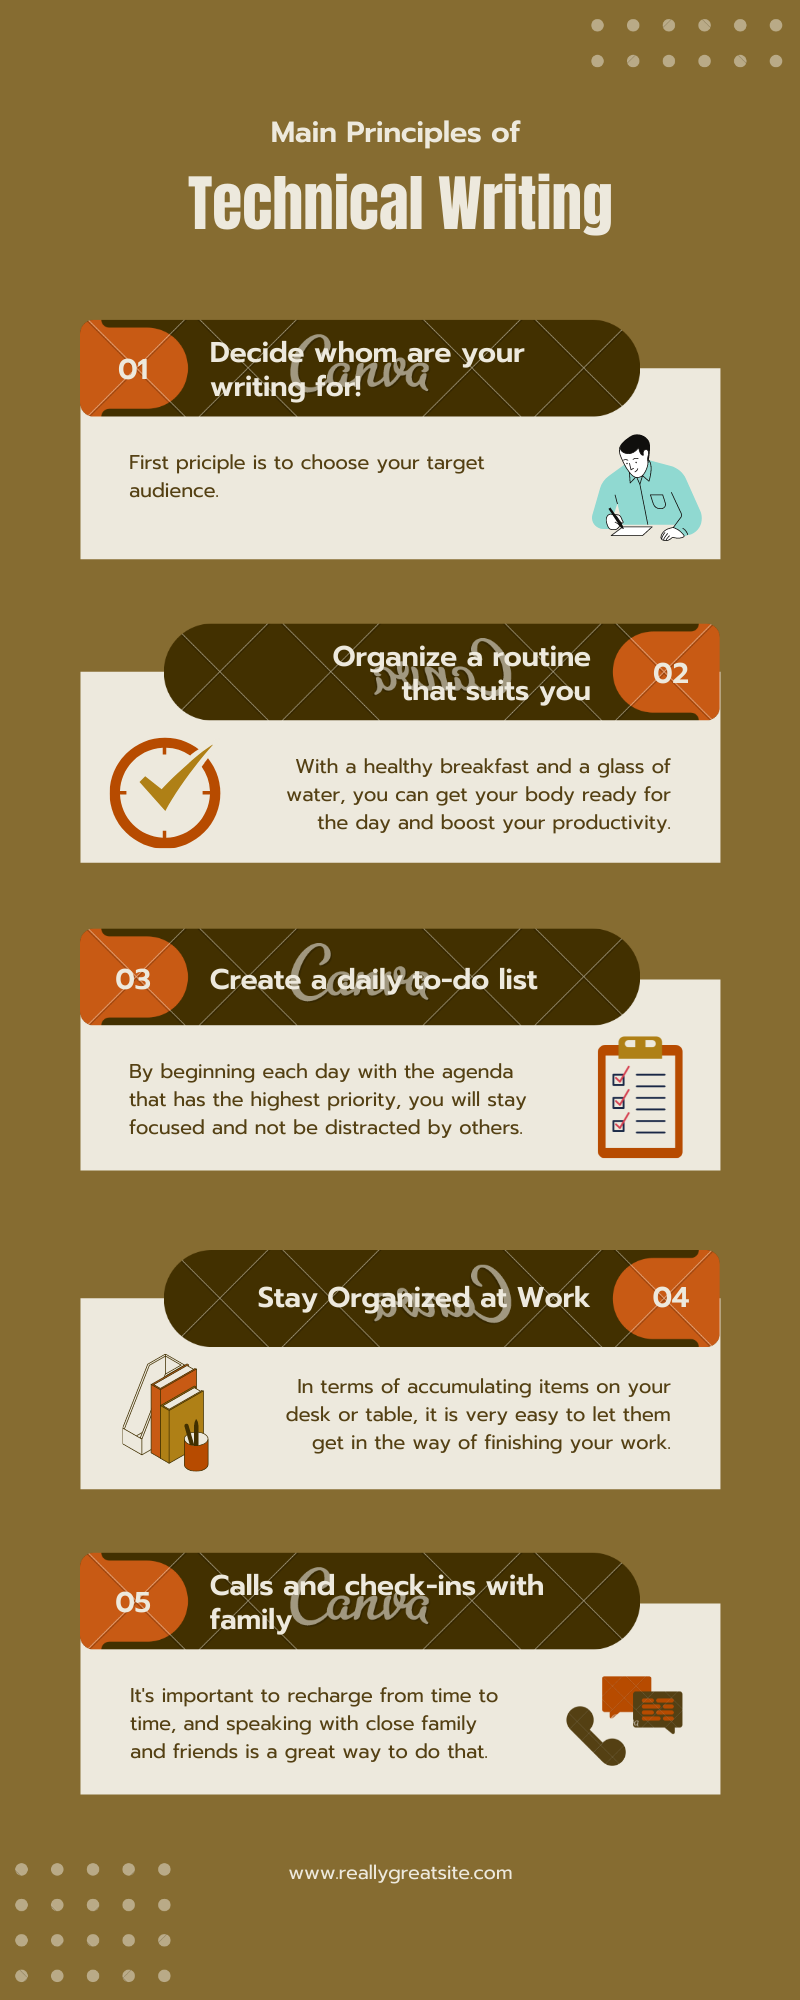 Main Principles of
Technical Writing
01
Decide whom are your
writing for!
Canva
First priciple is to choose your target
audience.
Organize a routine
that suits you
Canva
02
With a healthy breakfast and a glass of
water, you can get your body ready for
the day and boost your productivity.
03
Create a daily to-do list
Canva
By beginning each day with the agenda
that has the highest priority, you will stay
focused and not be distracted by others.
Stay Organized at Work
Canva
04
In terms of accumulating items on your
desk or table, it is very easy to let them
get in the way of finishing your work.
05
Calls and check-ins with
family
Canva
It's important to recharge from time to
time, and speaking with close family
and friends is a great way to do that.
www.reallygreatsite.com